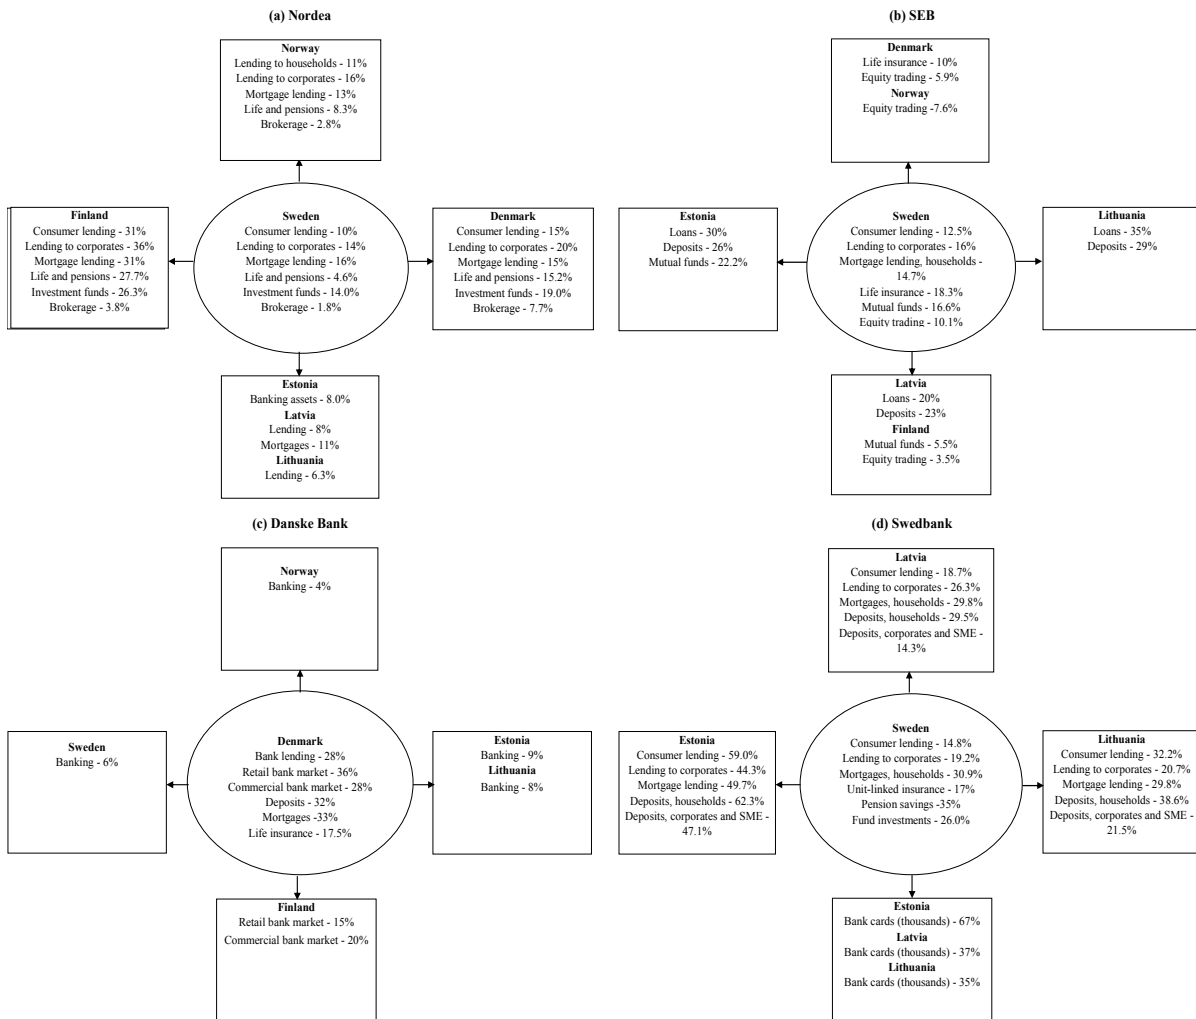 (a) Nordea
Norway
Lending to households - 11%
Lending to corporates - 16%
Mortgage lending - 13%
Life and pensions - 8.3%
Brokerage - 2.8%
Finland
Consumer lending - 31%
Lending to corporates - 36%
Mortgage lending - 31%
Life and pensions - 27.7%
Investment funds - 26.3%
Brokerage - 3.8%
Sweden
Consumer lending - 10%
Lending to corporates - 14%
Mortgage lending - 16%
Life and pensions - 4.6%
Investment funds - 14.0%
Brokerage - 1.8%
Denmark
Consumer lending - 15%
Lending to corporates - 20%
Mortgage lending - 15%
Life and pensions - 15.2%
Investment funds - 19.0%
Brokerage - 7.7%
Estonia
Banking assets - 8.0%
Latvia
Lending - 8%
Mortgages - 11%
Lithuania
Lending - 6.3%
(b) SEB
Denmark
Life insurance - 10%
Equity trading - 5.9%
Norway
Equity trading -7.6%
Estonia
Loans - 30%
Deposits - 26%
Mutual funds - 22.2%
Sweden
Consumer lending - 12.5%
Lending to corporates - 16%
Mortgage lending, households -
14.7%
Life insurance - 18.3%
Mutual funds - 16.6%
Equity trading - 10.1%
Lithuania
Loans - 35%
Deposits - 29%
Latvia
Loans - 20%
Deposits - 23%
Finland
Mutual funds - 5.5%
Equity trading - 3.5%
(c) Danske Bank
Norway
Banking - 4%
Sweden
Banking - 6%
Denmark
Bank lending - 28%
Retail bank market - 36%
Commercial bank market - 28%
Deposits - 32%
Mortgages -33%
Life insurance - 17.5%
Estonia
Banking - 9%
Lithuania
Banking - 8%
Finland
Retail bank market - 15%
Commercial bank market - 20%
(d) Swedbank
Latvia
Consumer lending - 18.7%
Lending to corporates - 26.3%
Mortgages, households - 29.8%
Deposits, households - 29.5%
Deposits, corporates and SME -
14.3%
Estonia
Consumer lending - 59.0%
Lending to corporates - 44.3%
Mortgage lending - 49.7%
Deposits, households - 62.3%
Deposits, corporates and SME -
47.1%
Sweden
Consumer lending - 14.8%
Lending to corporates - 19.2%
Mortgages, households - 30.9%
Unit-linked insurance - 17%
Pension savings -35%
Fund investments - 26.0%
Lithuania
Consumer lending - 32.2%
Lending to corporates - 20.7%
Mortgage lending - 29.8%
Deposits, households - 38.6%
Deposits, corporates and SME -
21.5%
Estonia
Bank cards (thousands) - 67%
Latvia
Bank cards (thousands) - 37%
Lithuania
Bank cards (thousands) - 35%